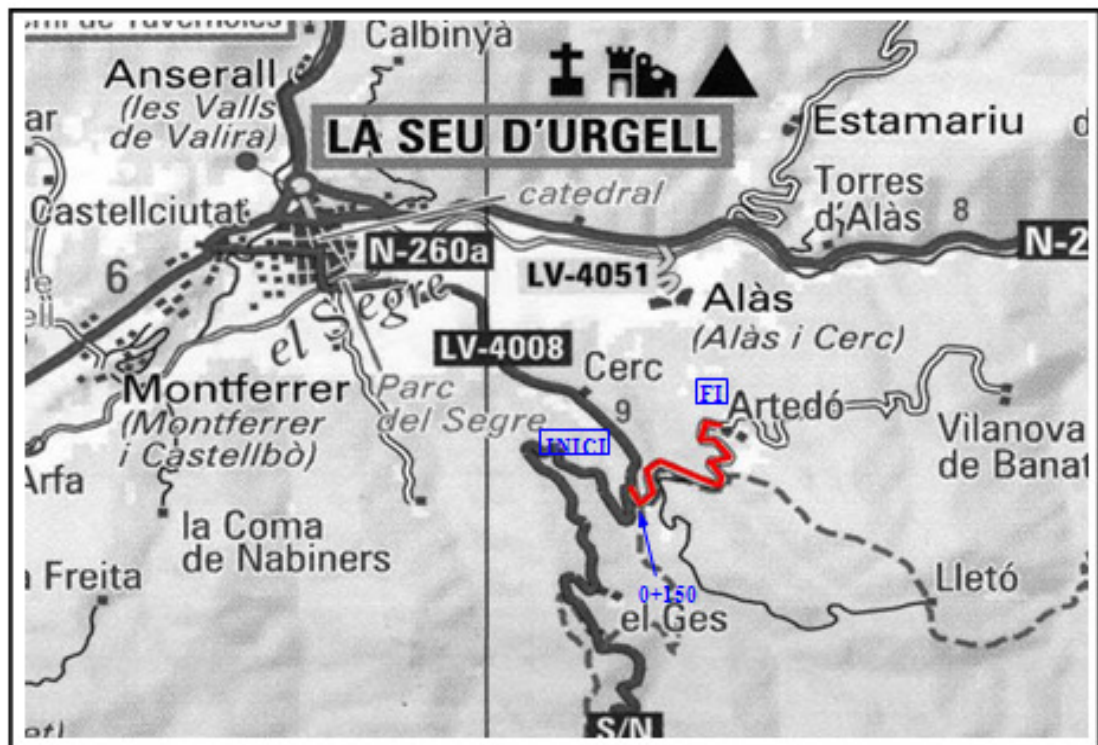 Calbinyà
Anserall
(les Valls
de Valira)
LA SEU D'URGELL
Estamariu
catedral
Torres
d'Alàs
8
Castellciutat
N-260a
N-2
6
LV-4051
el Segre
Alàs
(Alàs i Cerc)
LV-4008
Cerc
9
FI
Artedó
Montferrer
(Montferrer
i Castellbò)
Parc
del Segre
INICI
Vilanova
de Banat
Arfa
la Coma
de Nabiners
Freita
0+150
el Ges
Lletó
S/N